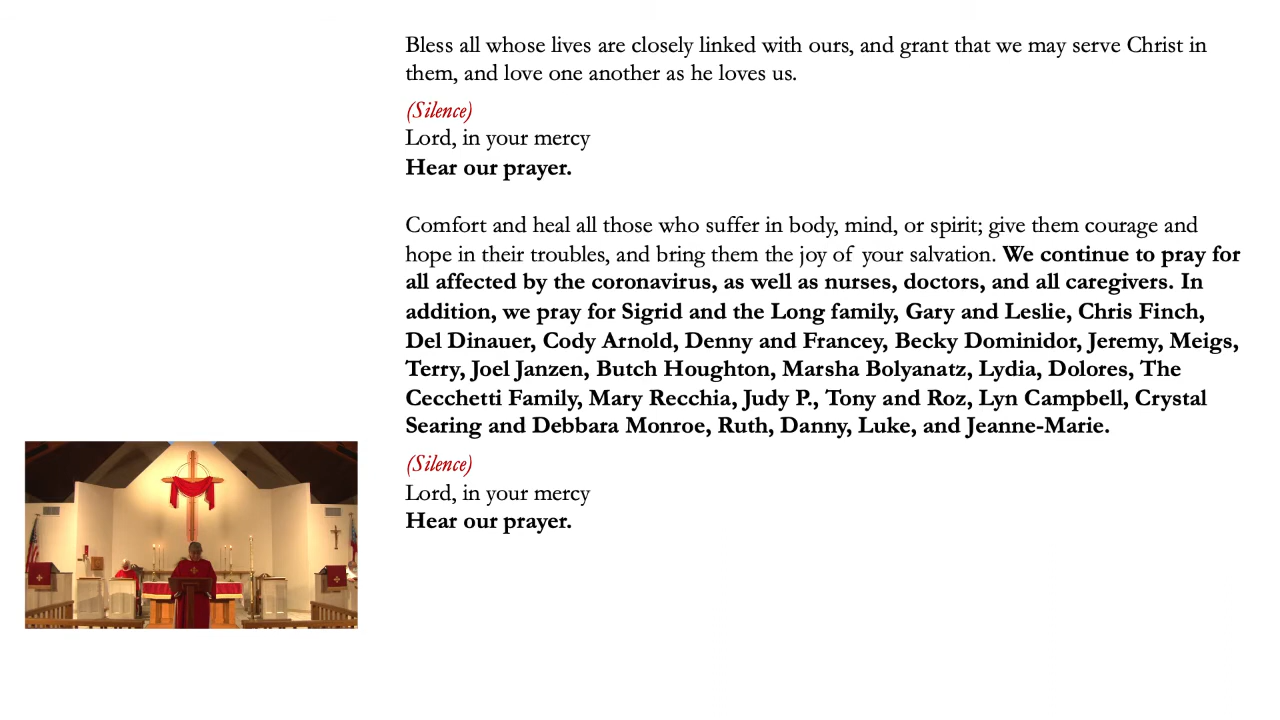 Bless all whose lives are closely linked with ours, and grant that we may serve Christ in
them, and love one another as he loves us.
(Silence)
Lord, in your mercy
Hear our prayer.
Comfort and heal all those who suffer in body, mind, or spirit; give them courage and
hope in their troubles, and bring them the joy of your salvation. We continue to pray for
all affected by the coronavirus, as well as nurses, doctors, and all caregivers. In
addition, we pray for Sigrid and the Long family, Gary and Leslie, Chris Finch,
Del Dinauer, Cody Arnold, Denny and Francey, Becky Dominidor, Jeremy, Meigs,
Terry, Joel Janzen, Butch Houghton, Marsha Bolyanatz, Lydia, Dolores, The
Cecchetti Family, Mary Recchia, Judy P., Tony and Roz, Lyn Campbell, Crystal
Searing and Debbara Monroe, Ruth, Danny, Luke, and Jeanne-Marie.
(Silence)
Lord, in your mercy
Hear our prayer.